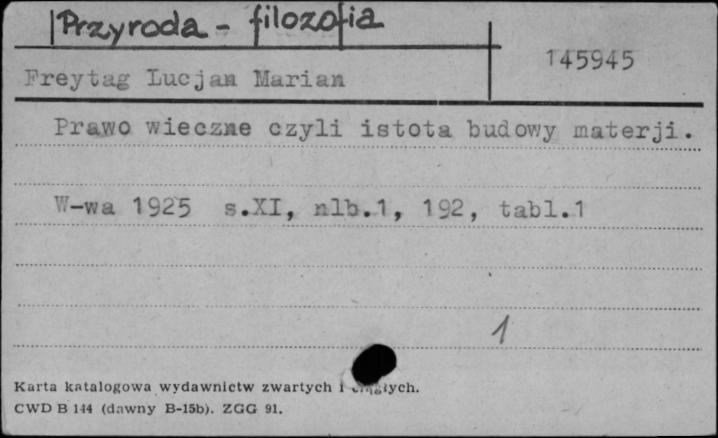 Przyroda - filozofia
145945
Freytag Lucjan Marian
Prawo wieczne czyli istota budowy materji.
W-wa 1925 s.XI, nlb.1, 192, tabl.1
1
Karta katalogowa wydawnictw zwartych i
CWD B 144 (dawny B-15b). ZGG 91.